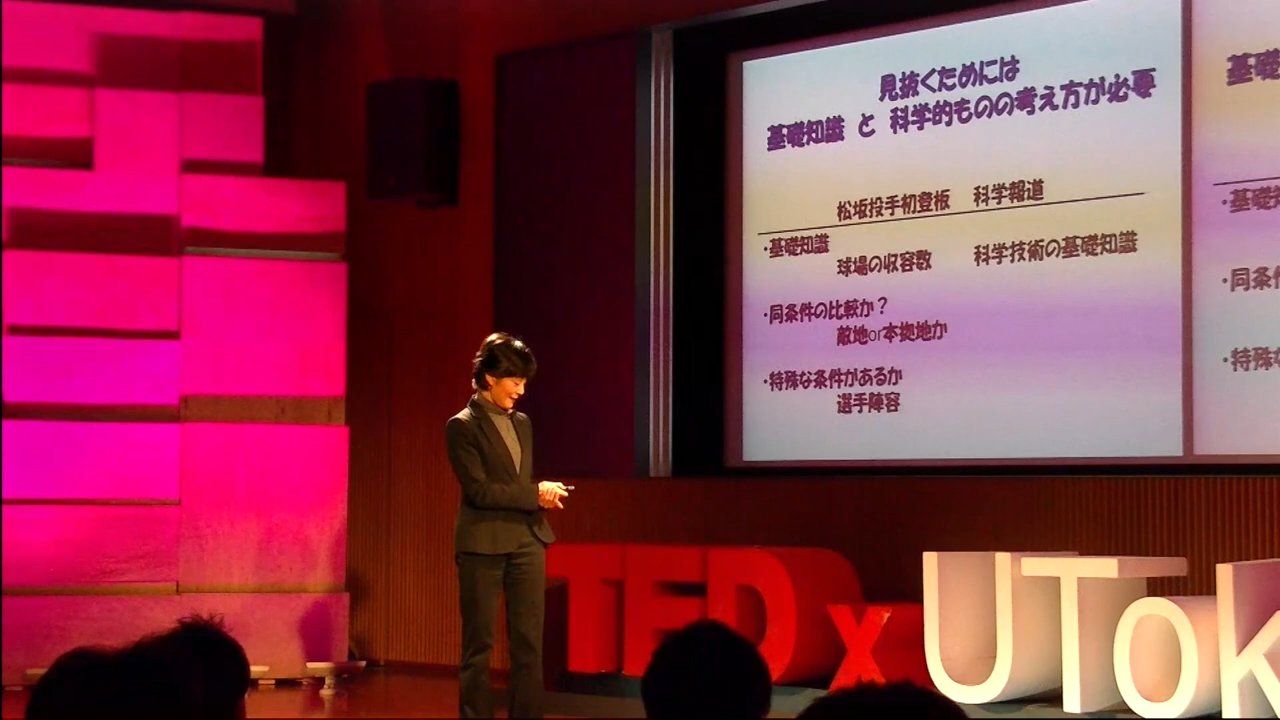 見抜くためには
基礎知識 と 科学的ものの考え方が必要
松坂投手初登板 科学報道
・基礎知識
球場の収容数 科学技術の基礎知識
・同条件の比較か？
敵地or本拠地か
・特殊な条件があるか
選手陣容
基礎
・基礎知
・同条件
・特殊な
TEDxUTok